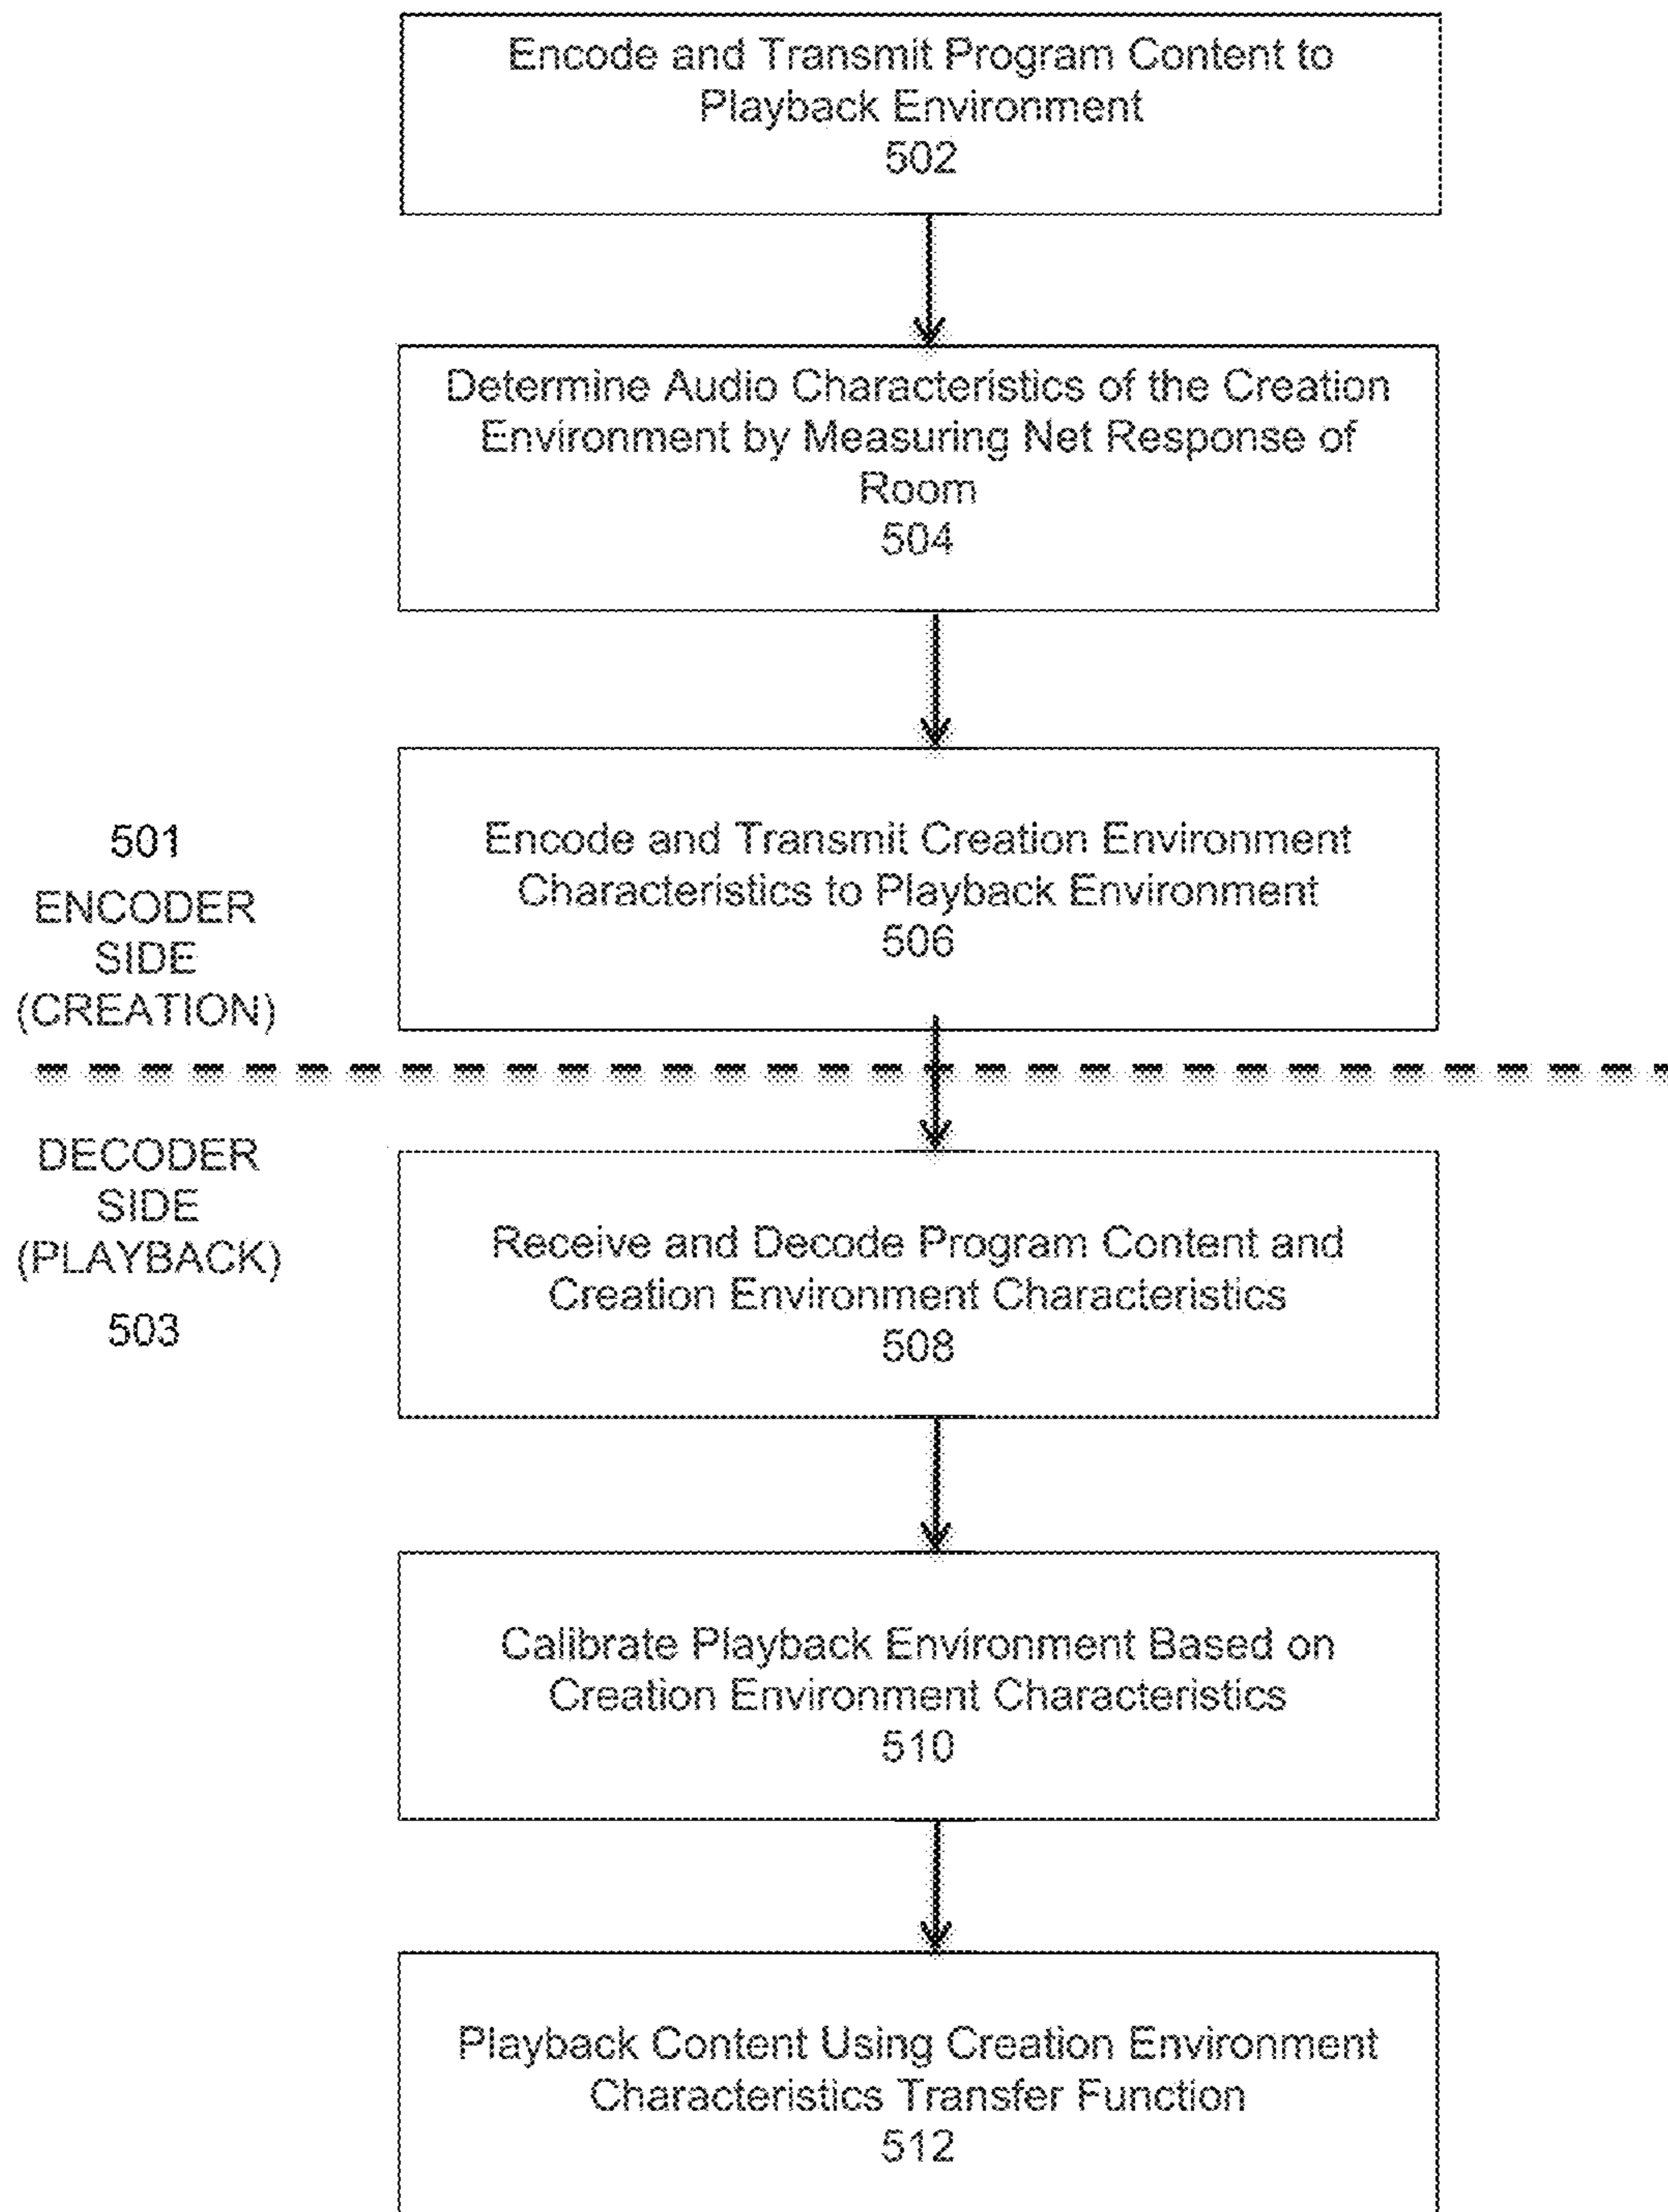 Encode and Transmit Program Content to
Playback Environment
502
Determine Audio Characteristics of the Creation
Environment by Measuring Net Response of
Room
504
501
ENCODER
SIDE
(CREATION)
Encode and Transmit Creation Environment
Characteristics to Playback Environment
506
DECODER
SIDE
(PLAYBACK)
503
Receive and Decode Program Content and
Creation Environment Characteristics
508
Calibrate Playback Environment Based on
Creation Environment Characteristics
510
Playback Content Using Creation Environment
Characteristics Transfer Function
512